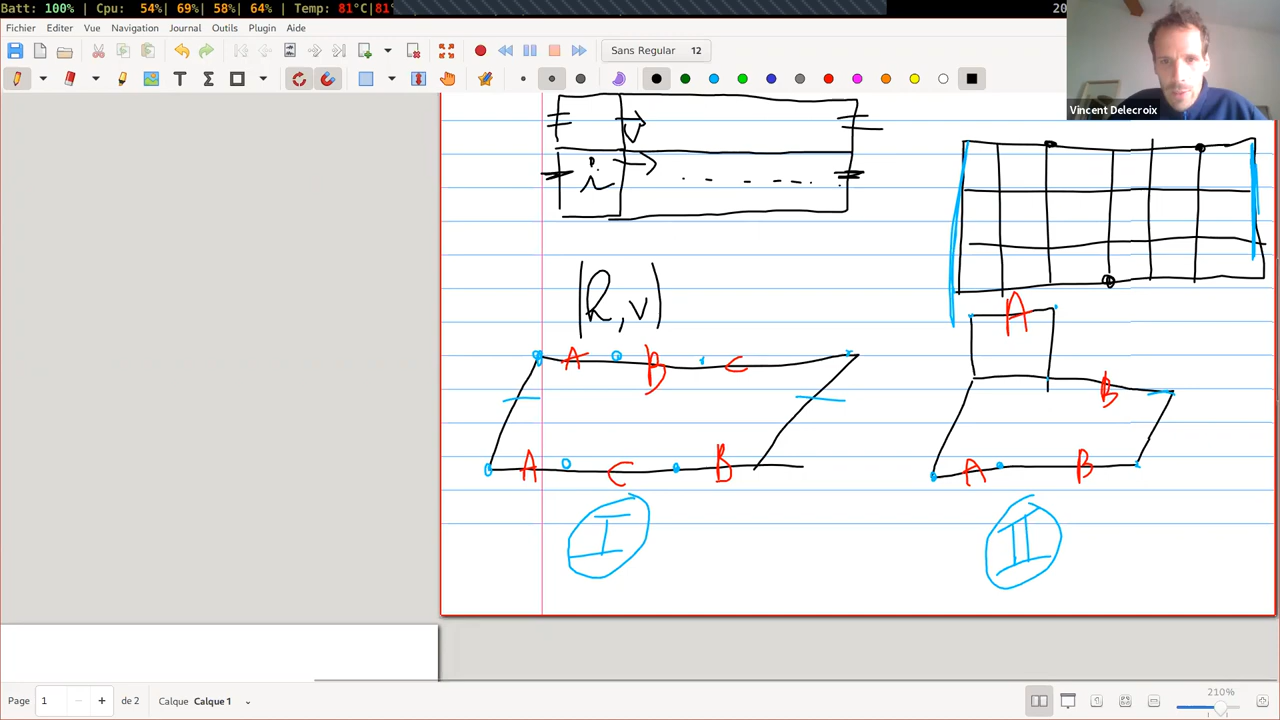 Batt: 100% | Cpu: 54%| 69%| 58%| 64% | Temp: 81°C|81°
20
Fichier Editer Vue Navigation Journal Outils Plugin Aide
Sans Regular 12
Vincent Delecroix
V
R, v
A B C
A C B
I
A
B
A B
II
Page 1 de 2 Calque Calque 1
210%